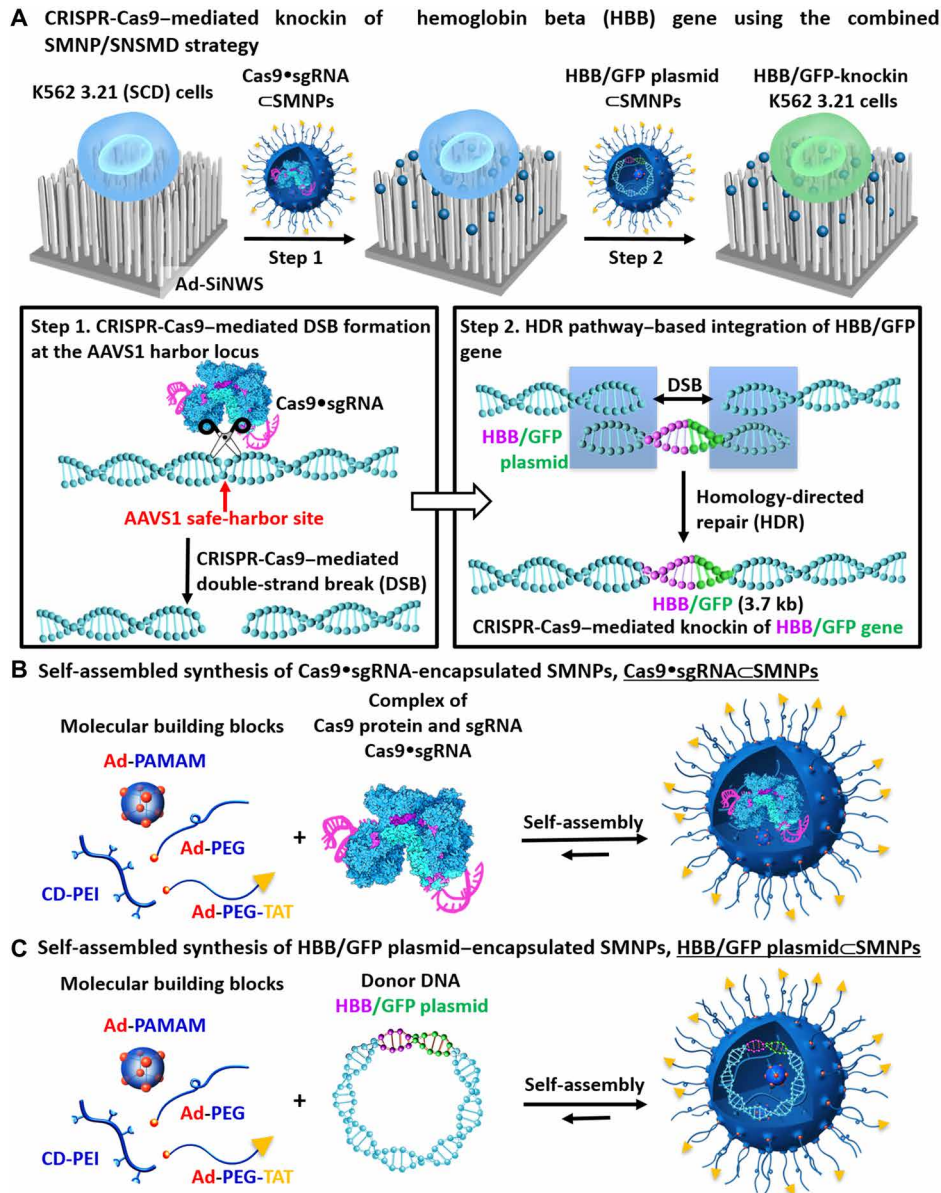 A CRISPR-Cas9–mediated knockin of hemoglobin beta (HBB) gene using the combined
SMNP/SNSMD strategy
K562 3.21 (SCD) cells
Cas9•sgRNA
⊂SMNPs
HBB/GFP plasmid
⊂SMNPs
HBB/GFP-knockin
K562 3.21 cells
Step 1
Step 2
Ad-SiNWS
Step 1. CRISPR-Cas9–mediated DSB formation
at the AAVS1 harbor locus
Cas9•sgRNA
AAVS1 safe-harbor site
CRISPR-Cas9–mediated
double-strand break (DSB)
Step 2. HDR pathway–based integration of HBB/GFP
gene
DSB
HBB/GFP
plasmid
Homology-directed
repair (HDR)
HBB/GFP (3.7 kb)
CRISPR-Cas9–mediated knockin of HBB/GFP gene
B Self-assembled synthesis of Cas9•sgRNA-encapsulated SMNPs, Cas9•sgRNA⊂SMNPs
Molecular building blocks
Ad-PAMAM
Ad-PEG
CD-PEI
Ad-PEG-TAT
+
Complex of
Cas9 protein and sgRNA
Cas9•sgRNA
Self-assembly
C Self-assembled synthesis of HBB/GFP plasmid–encapsulated SMNPs, HBB/GFP plasmid⊂SMNPs
Molecular building blocks
Ad-PAMAM
Ad-PEG
CD-PEI
Ad-PEG-TAT
+
Donor DNA
HBB/GFP plasmid
Self-assembly